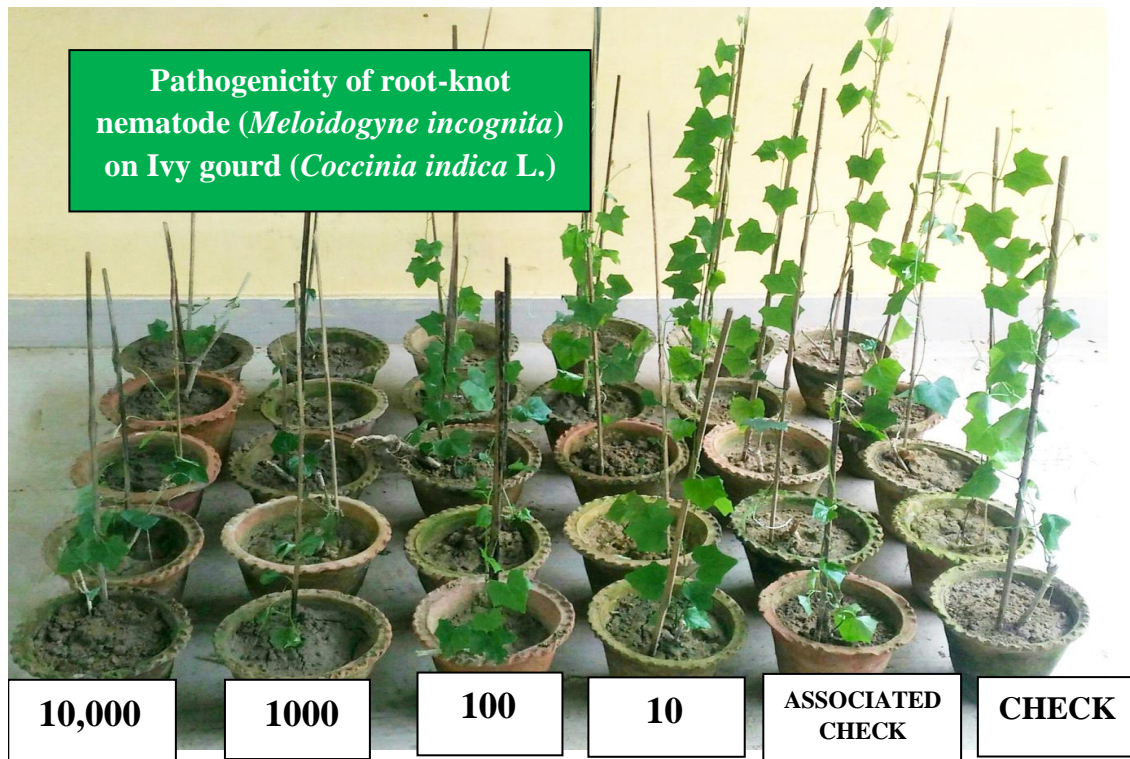 Pathogenicity of root-knot
nematode (Meloidogyne incognita)
on Ivy gourd (Coccinia indica L.)
10,000
1000
100
10
ASSOCIATED
CHECK
CHECK